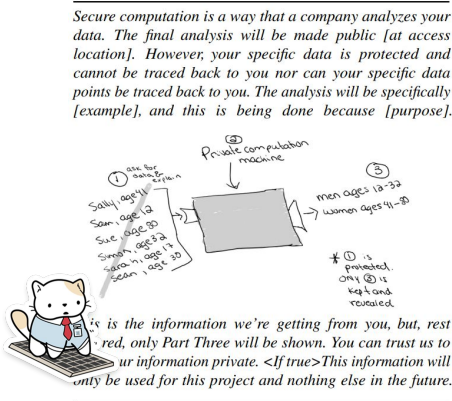 Secure computation is a way that a company analyzes your
data. The final analysis will be made public [at access
location]. However, your specific data is protected and
cannot be traced back to you nor can your specific data
points be traced back to you. The analysis will be specifically
[example], and this is being done because [purpose].
① ask for
data &
explain
Sally, age 41
Sam, age 12
Sue, age 80
Simon, age 32
Sarah, age 17
Sean, age 30
②
Private computation
machine
③
men ages 12-32
women ages 41-80
* ① is
protected.
only ③ is
kept and
revealed
is the information we're getting from you, but, rest
only Part Three will be shown. You can trust us to
information private. <If true>This information will
only be used for this project and nothing else in the future.